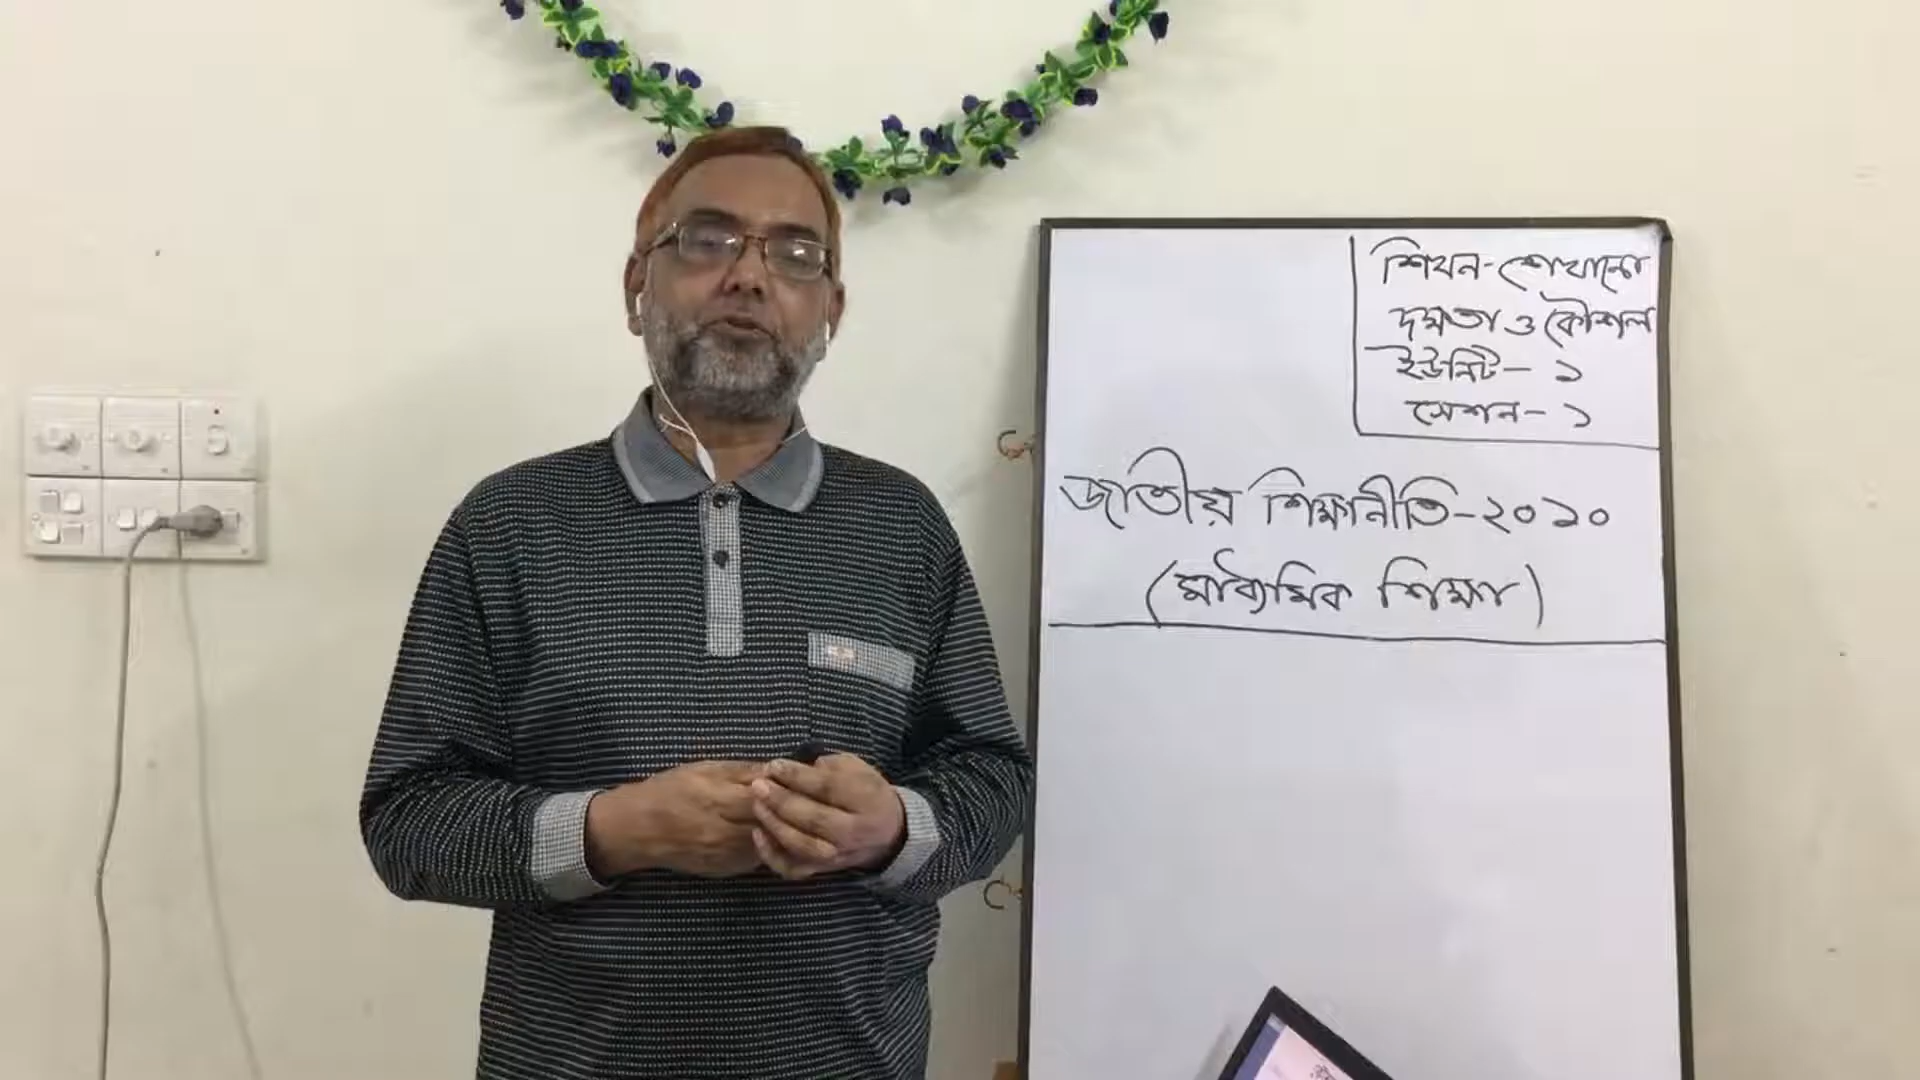 শিখন-শেখানো
দক্ষতা ও কৌশল
ইউনিট- ১
সেশন- ১
জাতীয় শিক্ষানীতি-২০১০
(মাধ্যমিক শিক্ষা)